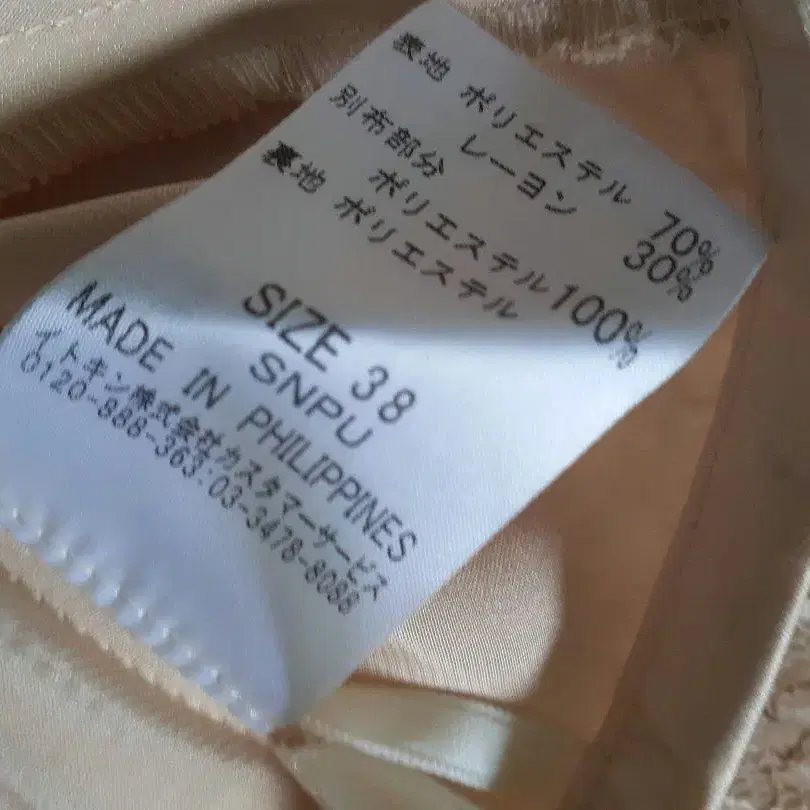 表地 ポリエステル 70%
レーヨン 30%
別布部分
ポリエステル100%
裏地 ポリエステル
SIZE 38
SNPU
MADE IN PHILIPPINES
イトキン株式会社カスタマーサービス
0120-888-363:03-3478-8088